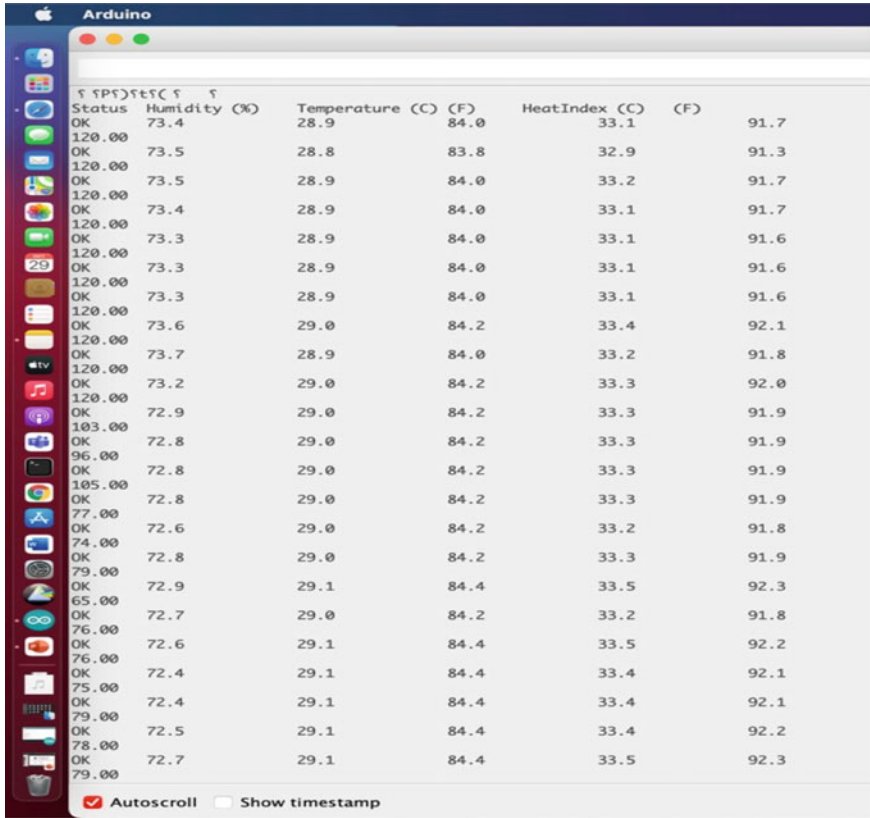 Arduino
Status Humidity (%) Temperature (C) (F) HeatIndex (C) (F)
OK 73.4 28.9 84.0 33.1 91.7
120.00
OK 73.5 28.8 83.8 32.9 91.3
120.00
OK 73.5 28.9 84.0 33.2 91.7
120.00
OK 73.4 28.9 84.0 33.1 91.7
120.00
OK 73.3 28.9 84.0 33.1 91.6
120.00
OK 73.3 28.9 84.0 33.1 91.6
120.00
OK 73.3 28.9 84.0 33.1 91.6
120.00
OK 73.6 29.0 84.2 33.4 92.1
120.00
OK 73.7 28.9 84.0 33.2 91.8
120.00
OK 73.2 29.0 84.2 33.3 92.0
120.00
OK 72.9 29.0 84.2 33.3 91.9
103.00
OK 72.8 29.0 84.2 33.3 91.9
96.00
OK 72.8 29.0 84.2 33.3 91.9
105.00
OK 72.8 29.0 84.2 33.3 91.9
77.00
OK 72.6 29.0 84.2 33.2 91.8
74.00
OK 72.8 29.0 84.2 33.3 91.9
79.00
OK 72.9 29.1 84.4 33.5 92.3
65.00
OK 72.7 29.0 84.2 33.2 91.8
76.00
OK 72.6 29.1 84.4 33.5 92.2
76.00
OK 72.4 29.1 84.4 33.4 92.1
75.00
OK 72.4 29.1 84.4 33.4 92.1
79.00
OK 72.5 29.1 84.4 33.4 92.2
78.00
OK 72.7 29.1 84.4 33.5 92.3
79.00
Autoscroll Show timestamp
29
tv